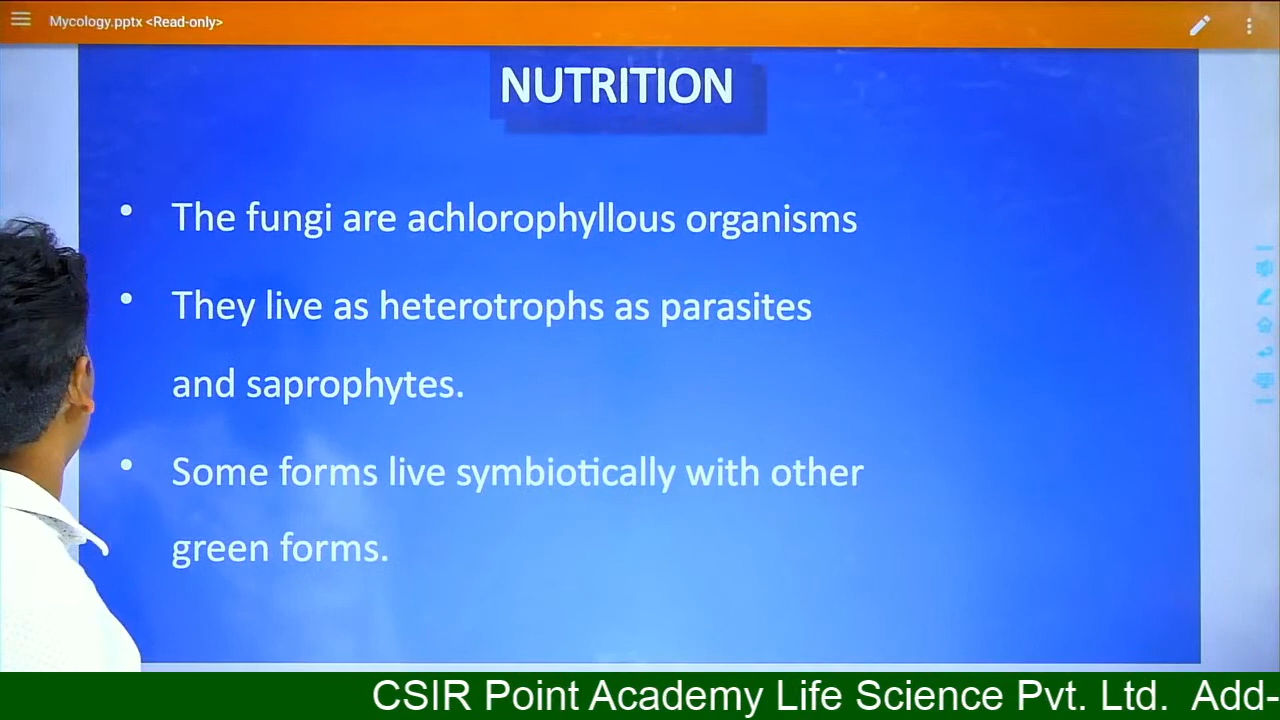 Mycology.pptx <Read-only>
NUTRITION
• The fungi are achlorophyllous organisms
• They live as heterotrophs as parasites
and saprophytes.
• Some forms live symbiotically with other
green forms.
CSIR Point Academy Life Science Pvt. Ltd. Add-